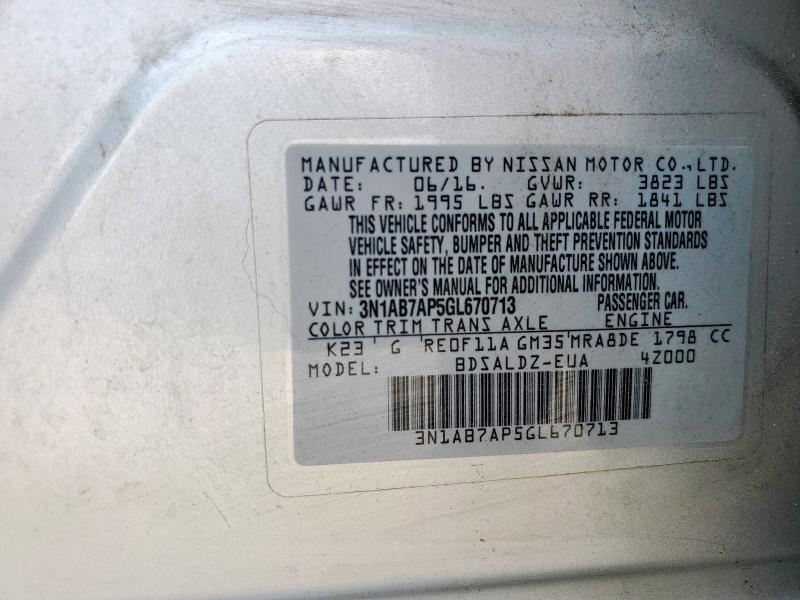 MANUFACTURED BY NISSAN MOTOR CO., LTD.
DATE: 06/16. GVWR: 3823 LBS
GAWR FR: 1995 LBS GAWR RR: 1841 LBS
THIS VEHICLE CONFORMS TO ALL APPLICABLE FEDERAL MOTOR
VEHICLE SAFETY, BUMPER AND THEFT PREVENTION STANDARDS
IN EFFECT ON THE DATE OF MANUFACTURE SHOWN ABOVE.
SEE OWNER'S MANUAL FOR ADDITIONAL INFORMATION.
VIN: 3N1AB7AP5GL670713 PASSENGER CAR.
COLOR TRIM TRANS AXLE ENGINE
K23 G RE0F11A GM35 MRA8DE 1798 CC
MODEL: BDSALDZ-EUA 4Z000
3N1AB7AP5GL670713